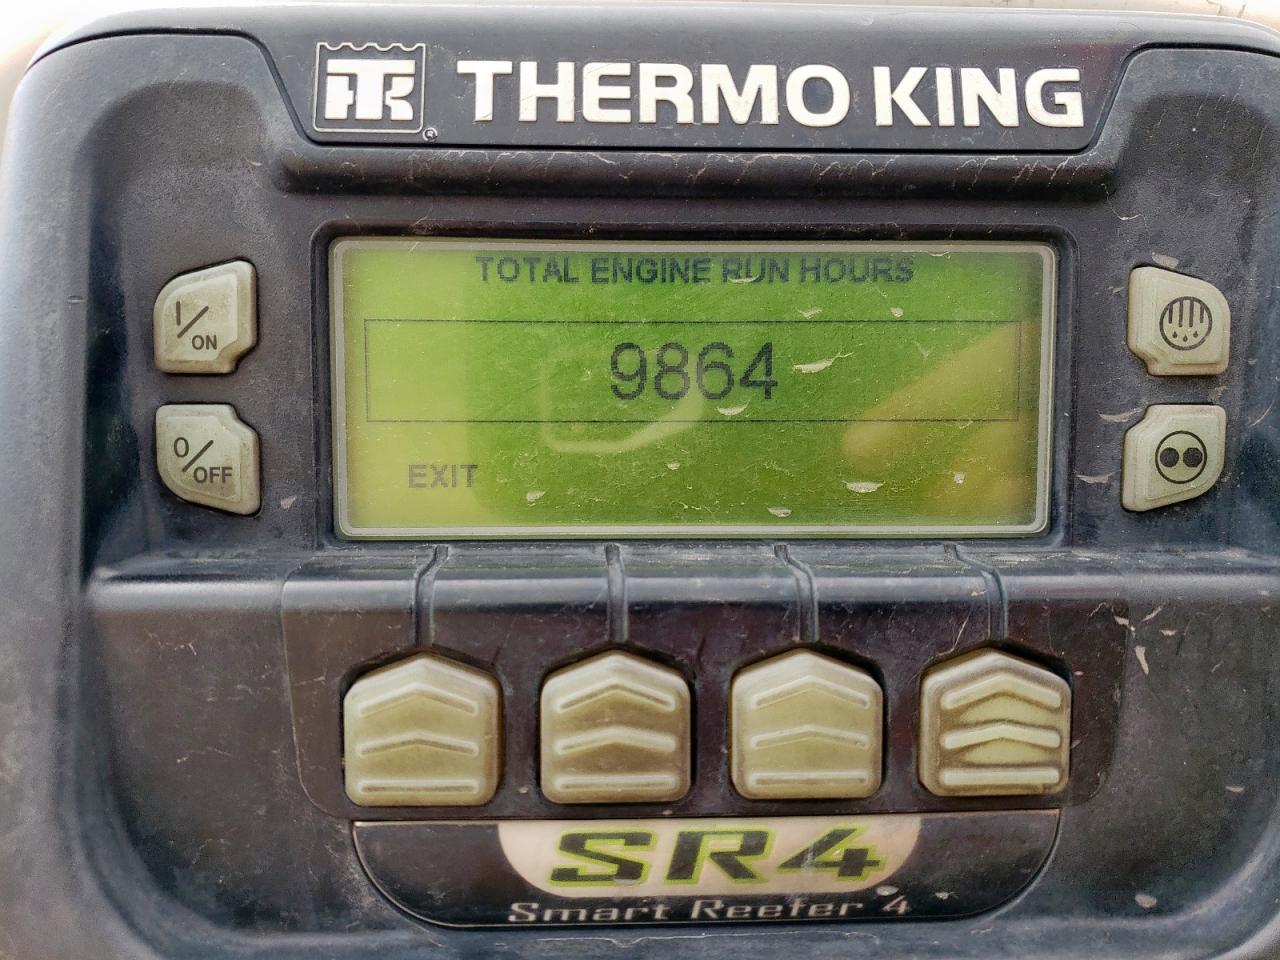 THERMO KING
TOTAL ENGINE RUN HOURS
9864
EXIT
I/ON
O/OFF
SR4
Smart Reefer 4